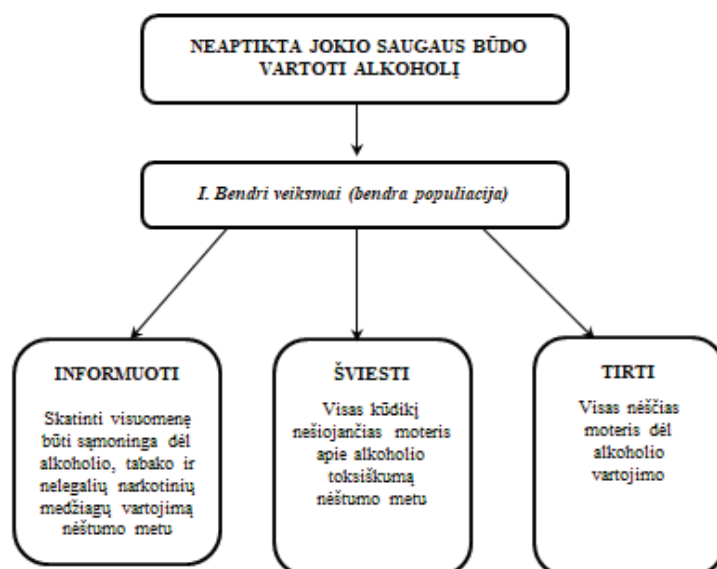 NEAPTIKTA JOKIO SAUGAUS BŪDO
VARTOTI ALKOHOLĮ
I. Bendri veiksmai (bendra populiacija)
INFORMUOTI
Skatinti visuomenę
būti sąmoninga dėl
alkoholio, tabako ir
nelegalių narkotinių
medžiagų vartojimą
nėštumo metu
ŠVIESTI
Visas kūdikį
nešiojančias moteris
apie alkoholio
toksiškumą
nėštumo metu
TIRTI
Visas nėščias
moteris dėl
alkoholio
vartojimo